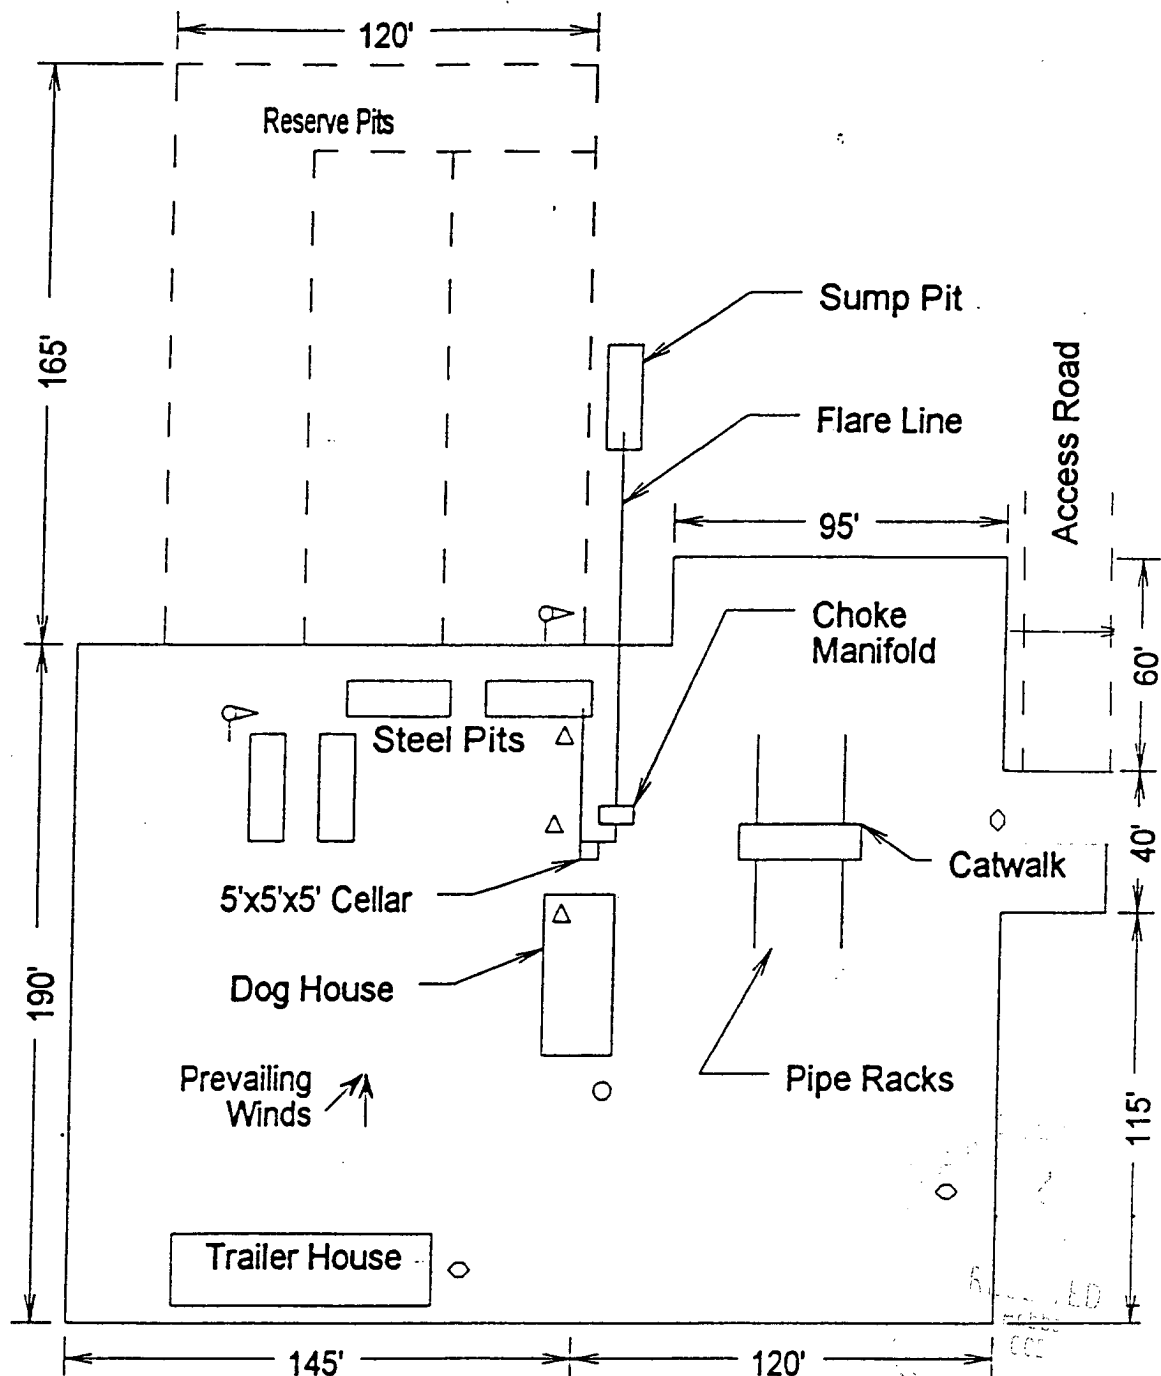 120'
Reserve Pits
Sump Pit
165'
Access Road
Flare Line
95'
Choke
Manifold
60'
Steel Pits
40'
Catwalk
5'x5'x5' Cellar
190'
Dog House
Prevailing
Winds
Pipe Racks
115'
Trailer House
145'
120'